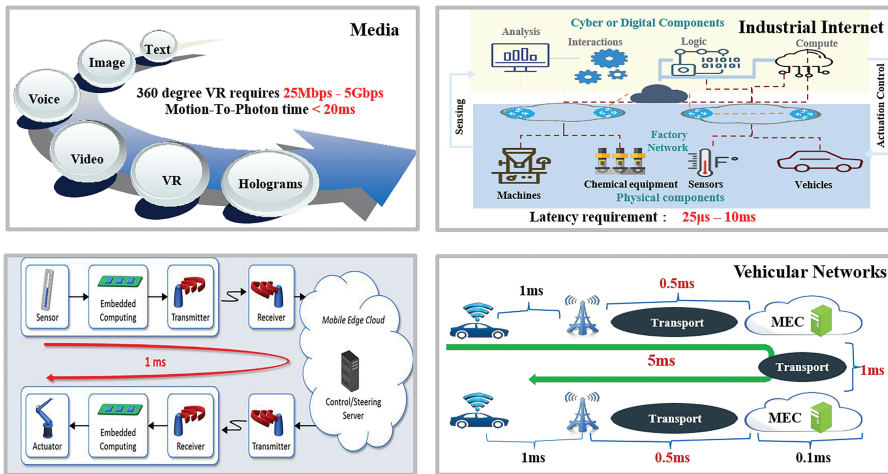 Media
Text
Image
Voice
Video
VR
Holograms
360 degree VR requires 25Mbps - 5Gbps
Motion-To-Photon time < 20ms
Industrial Internet
Cyber or Digital Components
Analysis
Interactions
Logic
Compute
Sensing
Actuation Control
Factory
Network
Machines
Chemical equipment
Sensors
Vehicles
F°
Physical components
Latency requirement : 25μs – 10ms
Sensor
Embedded
Computing
Transmitter
Receiver
Mobile Edge Cloud
1 ms
Control/Steering
Server
Actuator
Embedded
Computing
Receiver
Transmitter
Vehicular Networks
1ms
0.5ms
Transport
MEC
5ms
Transport
1ms
Transport
MEC
1ms
0.5ms
0.1ms